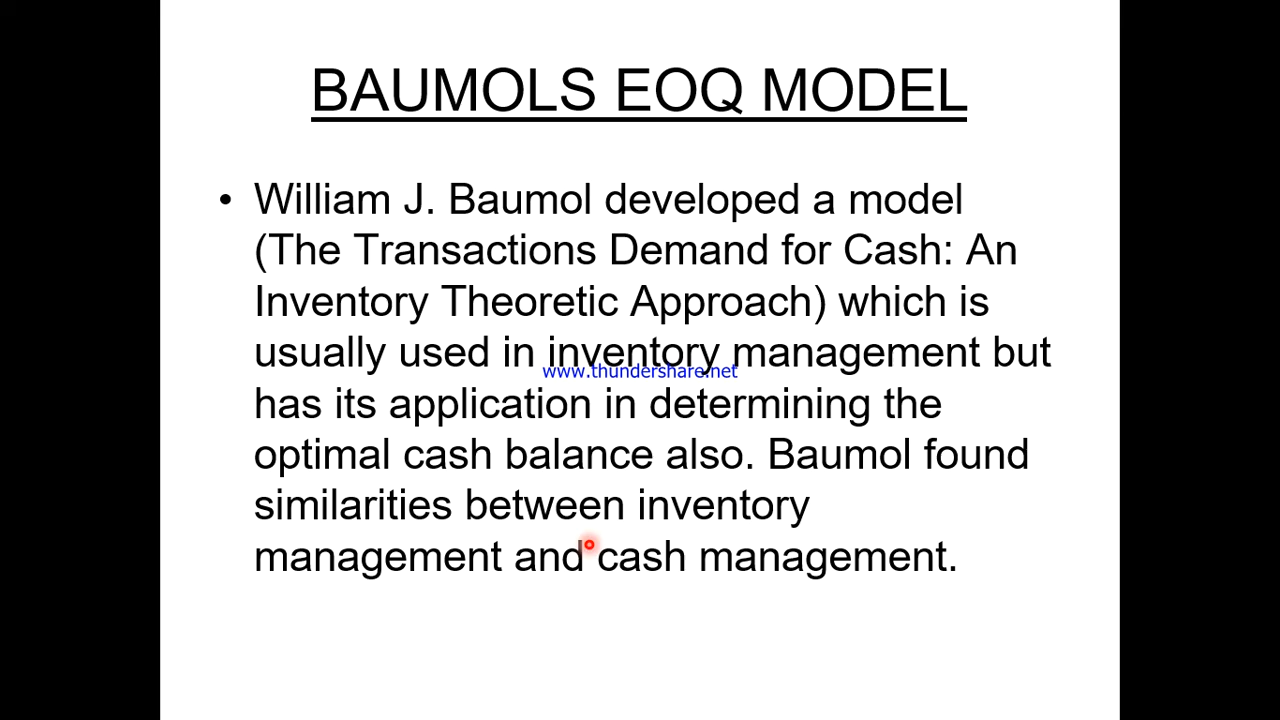 BAUMOLS EOQ MODEL
• William J. Baumol developed a model
(The Transactions Demand for Cash: An
Inventory Theoretic Approach) which is
usually used in inventory management but
www.thundershare.net
has its application in determining the
optimal cash balance also. Baumol found
similarities between inventory
management and cash management.